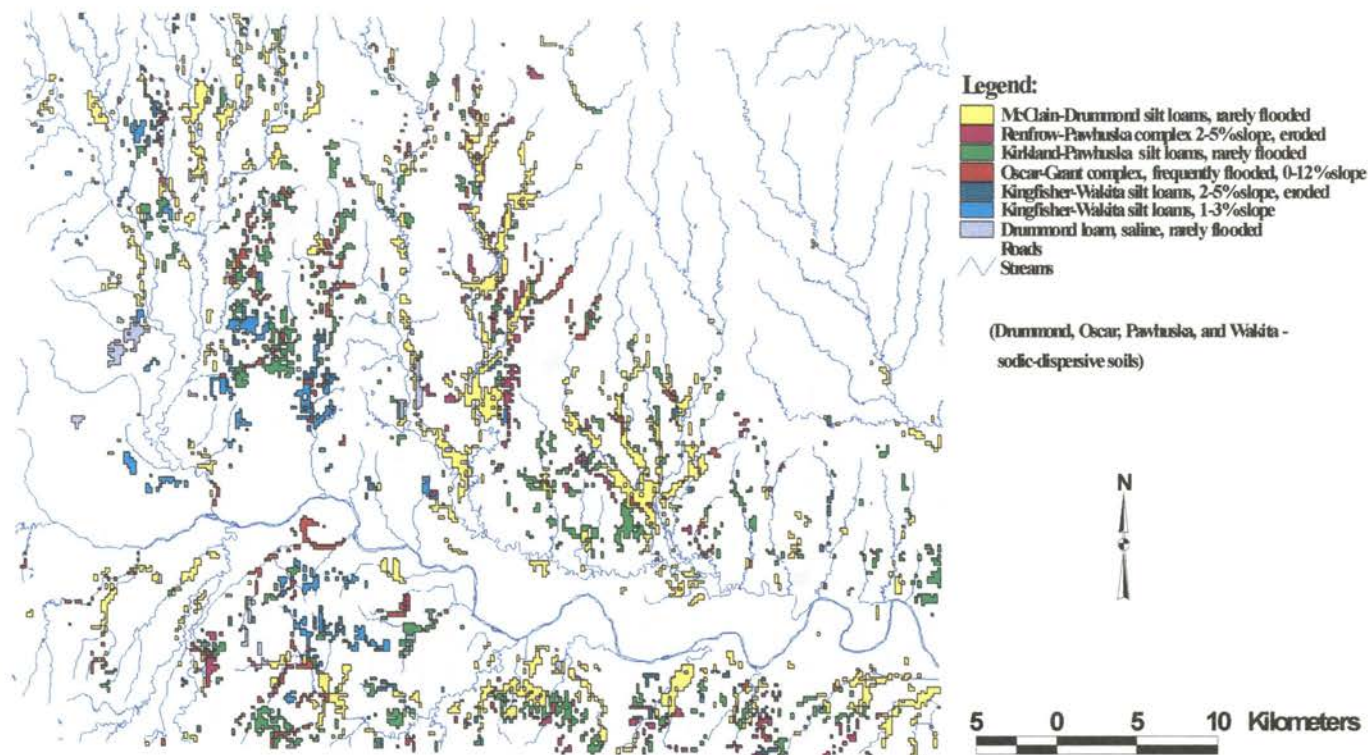 Legend:
McClain-Drummond silt loams, rarely flooded
Renfrow-Pawhuska complex 2-5%slope, eroded
Kirkland-Pawhuska silt loams, rarely flooded
Oscar-Grant complex, frequently flooded, 0-12%slope
Kingfisher-Wakita silt loams, 2-5%slope, eroded
Kingfisher-Wakita silt loams, 1-3%slope
Drummond loam, saline, rarely flooded
Roads
Streams
(Drummond, Oscar, Pawhuska, and Wakita -
sodic-dispersive soils)
N
5 0 5 10 Kilometers